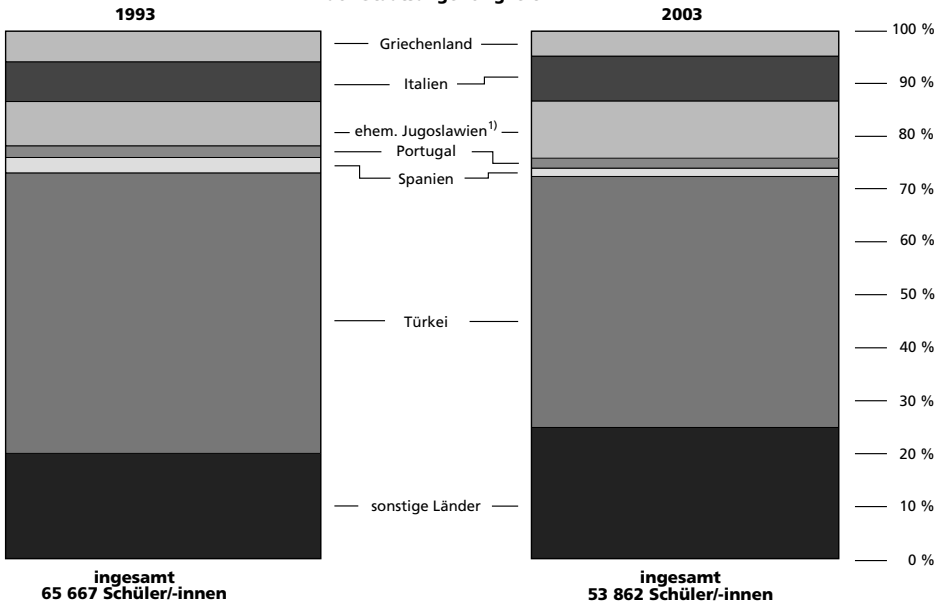 1993
2003
Griechenland
Italien
ehem. Jugoslawien1)
Portugal
Spanien
Türkei
sonstige Länder
100 %
90 %
80 %
70 %
60 %
50 %
40 %
30 %
20 %
10 %
0 %
ingesamt
65 667 Schüler/-innen
ingesamt
53 862 Schüler/-innen